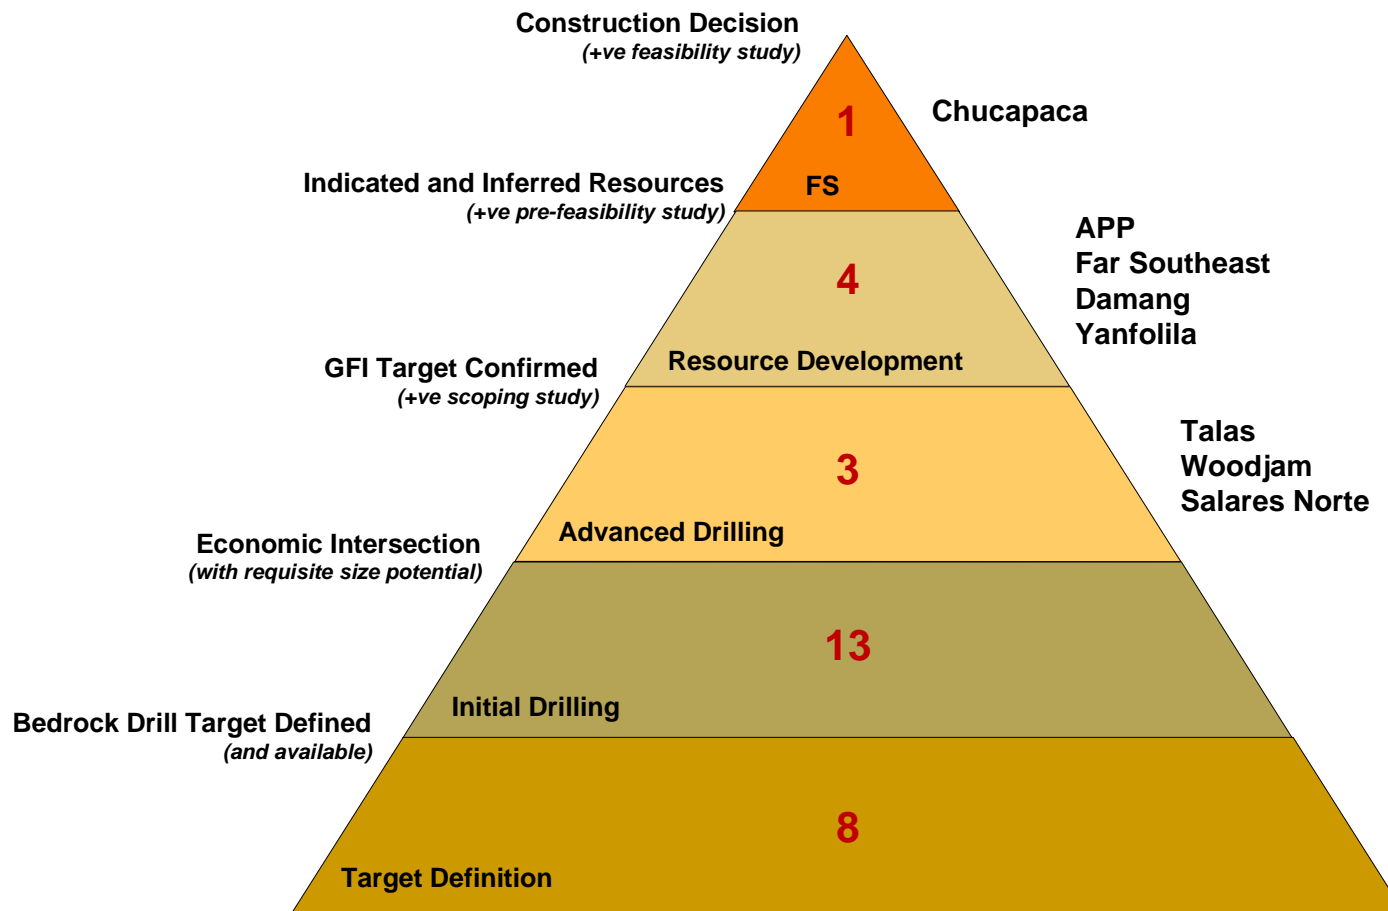 Construction Decision
(+ve feasibility study)
1
Chucapaca
Indicated and Inferred Resources
(+ve pre-feasibility study)
FS
APP
Far Southeast
Damang
Yanfolila
4
GFI Target Confirmed
(+ve scoping study)
Resource Development
Talas
Woodjam
Salares Norte
3
Economic Intersection
(with requisite size potential)
Advanced Drilling
13
Bedrock Drill Target Defined
(and available)
Initial Drilling
8
Target Definition